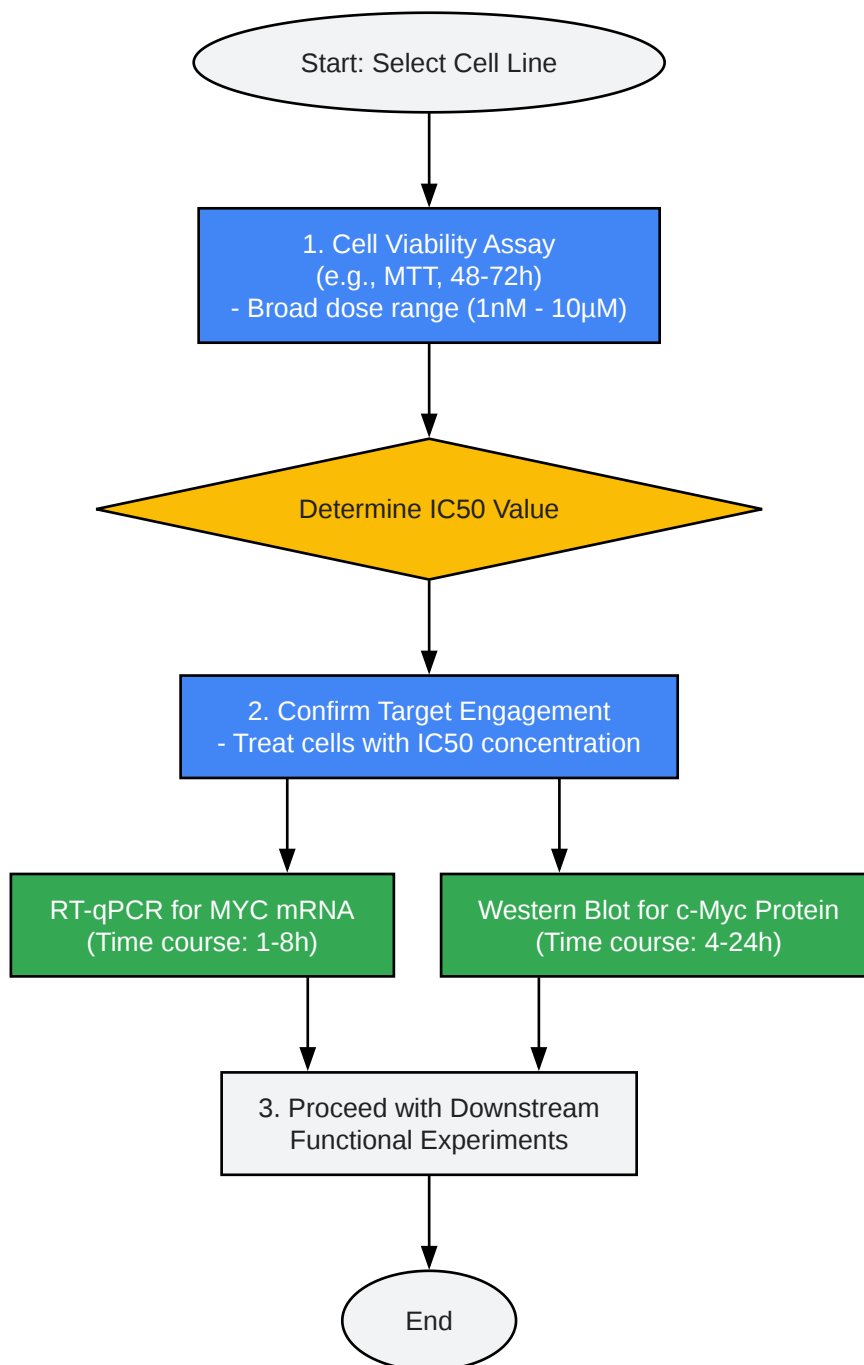 Start: Select Cell Line
1. Cell Viability Assay
(e.g., MTT, 48-72h)
- Broad dose range (1nM - 10µM)
Determine IC50 Value
2. Confirm Target Engagement
- Treat cells with IC50 concentration
RT-qPCR for MYC mRNA
(Time course: 1-8h)
Western Blot for c-Myc Protein
(Time course: 4-24h)
3. Proceed with Downstream
Functional Experiments
End